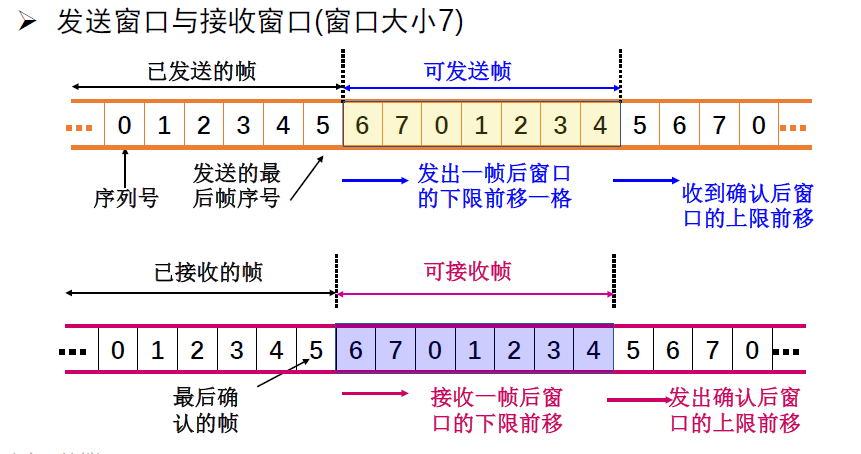 ➢ 发送窗口与接收窗口(窗口大小7)
已发送的帧 可发送帧
0 1 2 3 4 5 6 7 0 1 2 3 4 5 6 7 0
序列号
发送的最
后帧序号
发出一帧后窗口
的下限前移一格
收到确认后窗
口的上限前移
已接收的帧 可接收帧
0 1 2 3 4 5 6 7 0 1 2 3 4 5 6 7 0
最后确
认的帧
接收一帧后窗
口的下限前移
发出确认后窗
口的上限前移